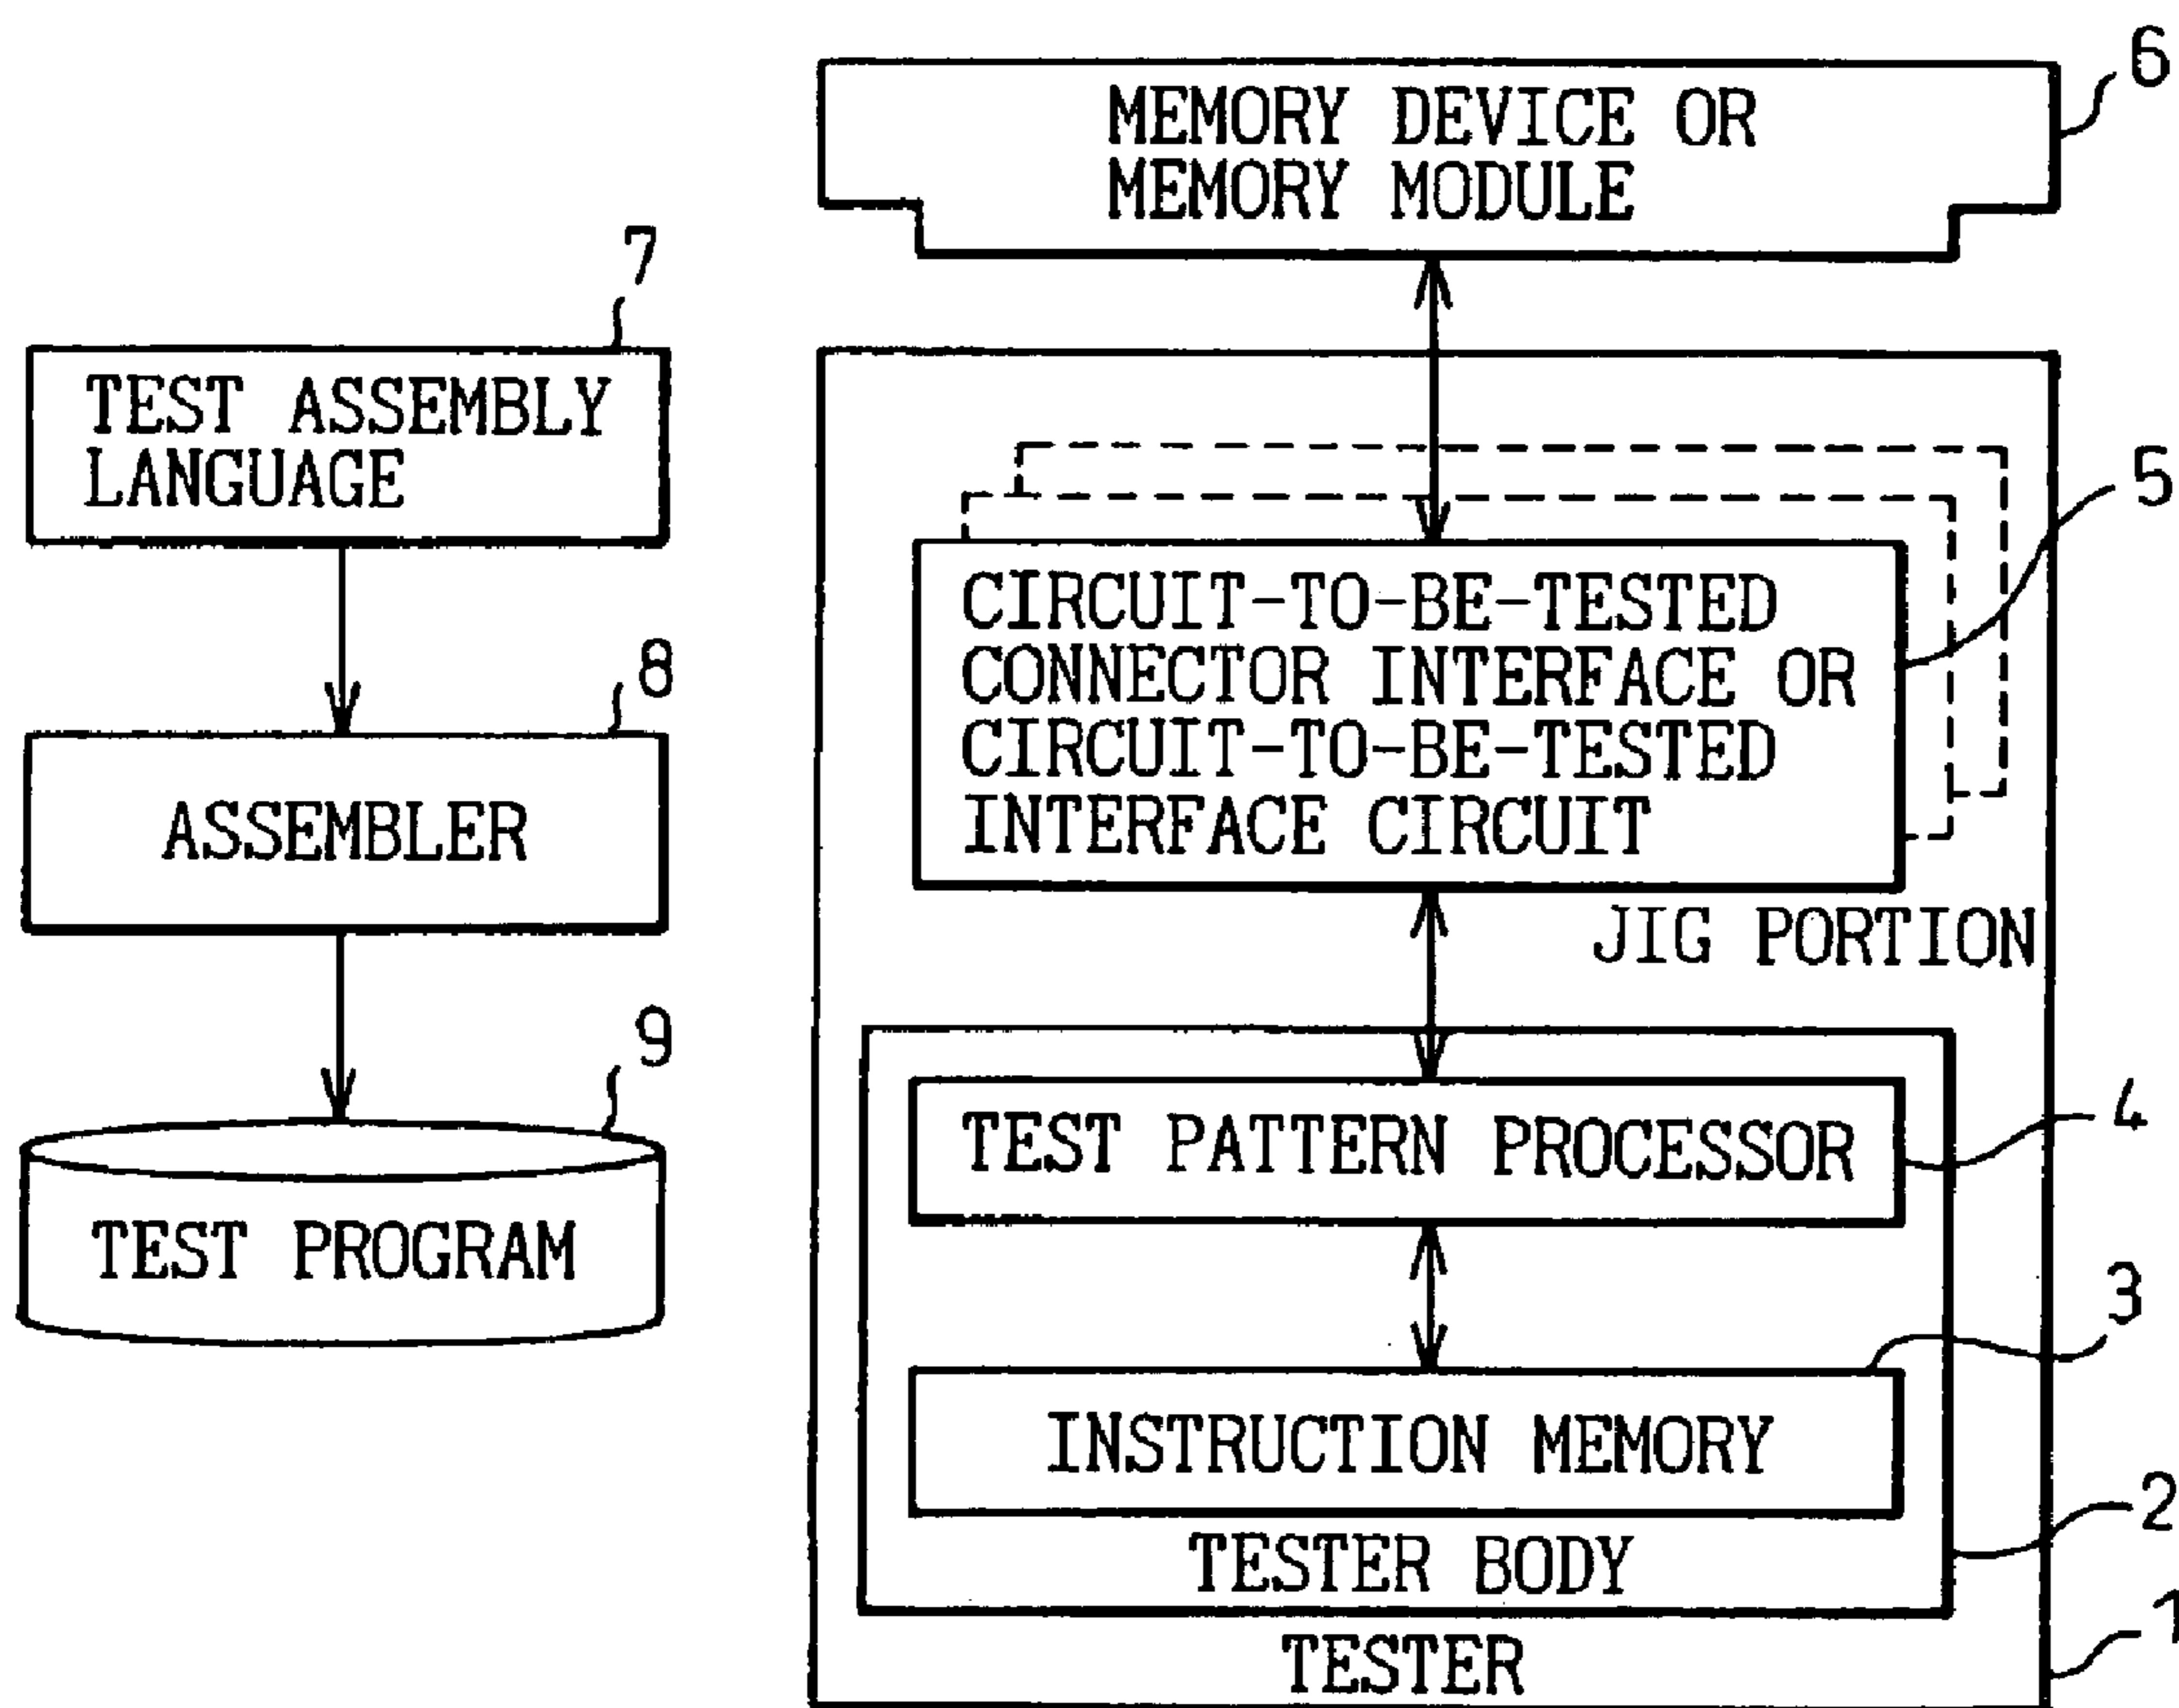 6
MEMORY DEVICE OR
MEMORY MODULE
7
TEST ASSEMBLY
LANGUAGE
5
CIRCUIT-TO-BE-TESTED
CONNECTOR INTERFACE OR
CIRCUIT-TO-BE-TESTED
INTERFACE CIRCUIT
8
ASSEMBLER
JIG PORTION
9
TEST PROGRAM
4
TEST PATTERN PROCESSOR
3
INSTRUCTION MEMORY
2
TESTER BODY
1
TESTER